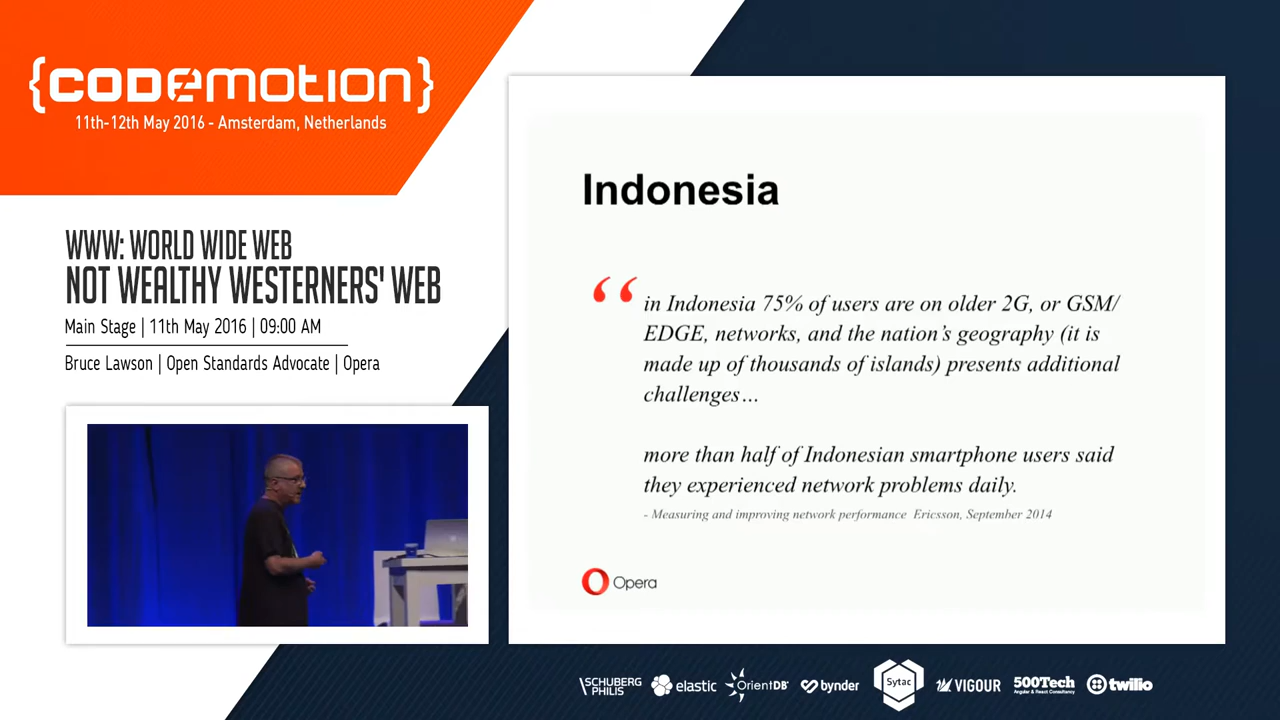 {CODEMOTION}
11th-12th May 2016 - Amsterdam, Netherlands
WWW: WORLD WIDE WEB
NOT WEALTHY WESTERNERS' WEB
Main Stage | 11th May 2016 | 09:00 AM
Bruce Lawson | Open Standards Advocate | Opera
Indonesia
“ in Indonesia 75% of users are on older 2G, or GSM/
EDGE, networks, and the nation’s geography (it is
made up of thousands of islands) presents additional
challenges…
more than half of Indonesian smartphone users said
they experienced network problems daily.
- Measuring and improving network performance Ericsson, September 2014
Opera
SCHUBERG
PHILIS
elastic
OrientDB
bynder
Sytac
VIGOUR
500Tech
Angular & React Consultancy
twilio